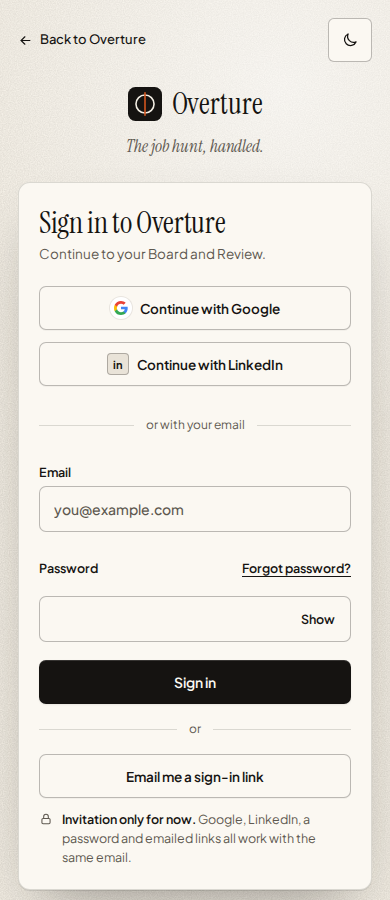 ← Back to Overture
Overture
The job hunt, handled.
Sign in to Overture
Continue to your Board and Review.
Continue with Google
in Continue with LinkedIn
or with your email
Email
you@example.com
Password Forgot password?
Show
Sign in
or
Email me a sign-in link
Invitation only for now. Google, LinkedIn, a
password and emailed links all work with the
same email.